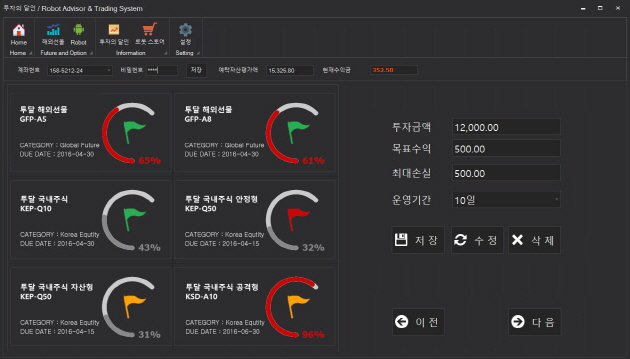 투자의 달인 / Robot Advisor & Trading System
Home 해외선물 Robot 투자의 달인 로봇 스토어 설정
Home Future and Option Information Setting
계좌번호 158-5212-24 비밀번호 **** 저장 예탁자산평가액 15,325.80 현재수익금 353.50
투달 해외선물
GFP-A5
CATEGORY : Global Future
DUE DATE : 2016-04-30
65%
투달 해외선물
GFP-A8
CATEGORY : Global Future
DUE DATE : 2016-04-30
61%
투달 국내주식
KEP-Q10
CATEGORY : Korea Equtity
DUE DATE : 2016-04-30
43%
투달 국내주식 안정형
KEP-Q50
CATEGORY : Korea Equtity
DUE DATE : 2016-04-15
32%
투달 국내주식 자산형
KEP-Q50
CATEGORY : Korea Equtity
DUE DATE : 2016-04-15
31%
투달 국내주식 공격형
KSD-A10
CATEGORY : Korea Equtity
DUE DATE : 2016-06-30
96%
투자금액 12,000.00
목표수익 500.00
최대손실 500.00
운영기간 10일
저장 수정 삭제
이전 다음